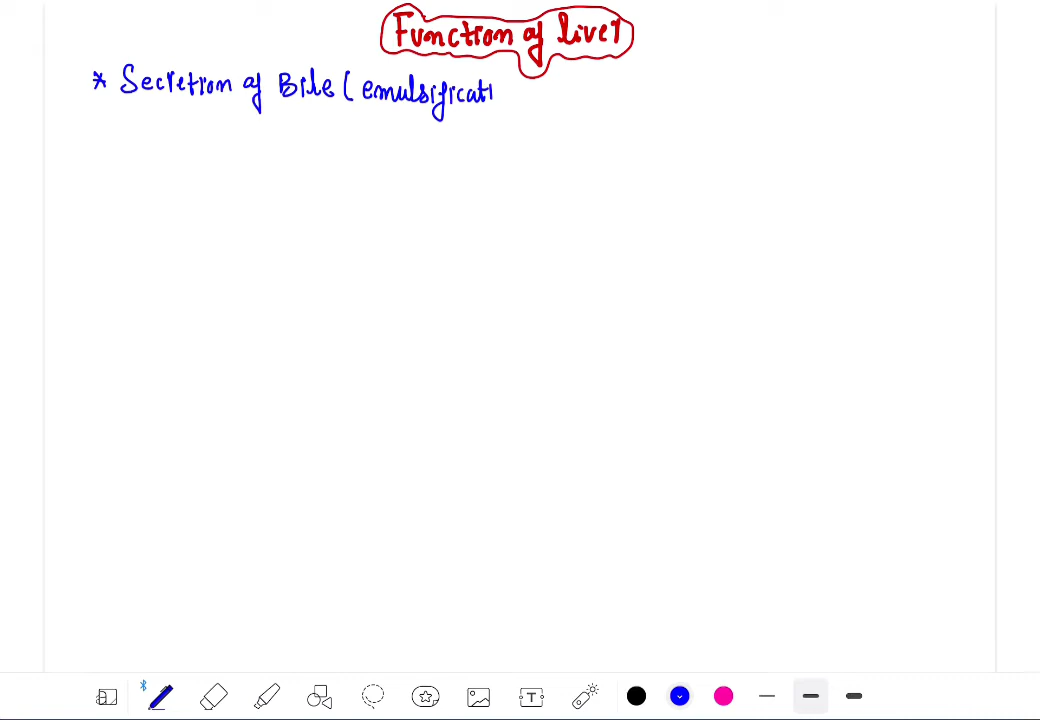 Function of liver
* Secretion of Bile ( emulsificati